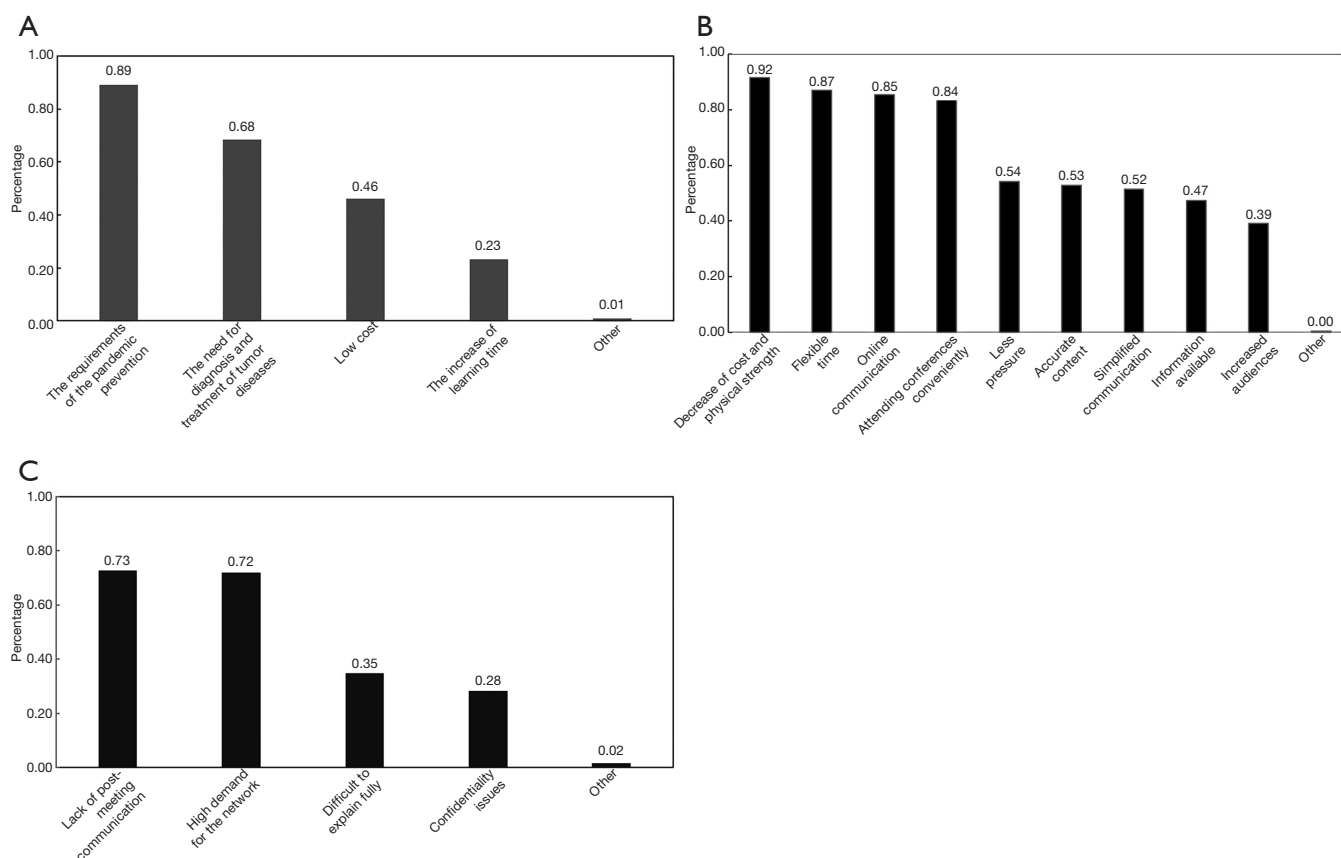 A
Percentage
1.00
0.80
0.60
0.40
0.20
0.00
0.89
0.68
0.46
0.23
0.01
The requirements
of the pandemic
prevention
The need for
diagnosis and
treatment of tumor
diseases
Low cost
The increase of
learning time
Other
B
Percentage
1.00
0.80
0.60
0.40
0.20
0.00
0.92
0.87
0.85
0.84
0.54
0.53
0.52
0.47
0.39
0.00
Decrease of cost and
physical strength
Flexible
time
Online
communication
Attending conferences
conveniently
Less
pressure
Accurate
content
Simplified
communication
Information
available
Increased
audiences
Other
C
Percentage
1.00
0.80
0.60
0.40
0.20
0.00
0.73
0.72
0.35
0.28
0.02
Lack of post-
meeting
communication
High demand
for the network
Difficult to
explain fully
Confidentiality
issues
Other